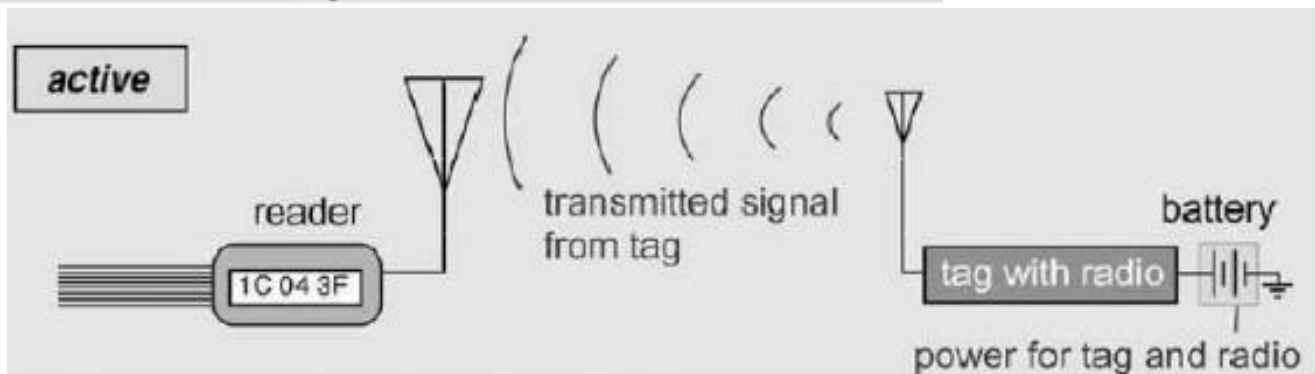 active
reader
1C 04 3F
transmitted signal
from tag
battery
tag with radio
power for tag and radio